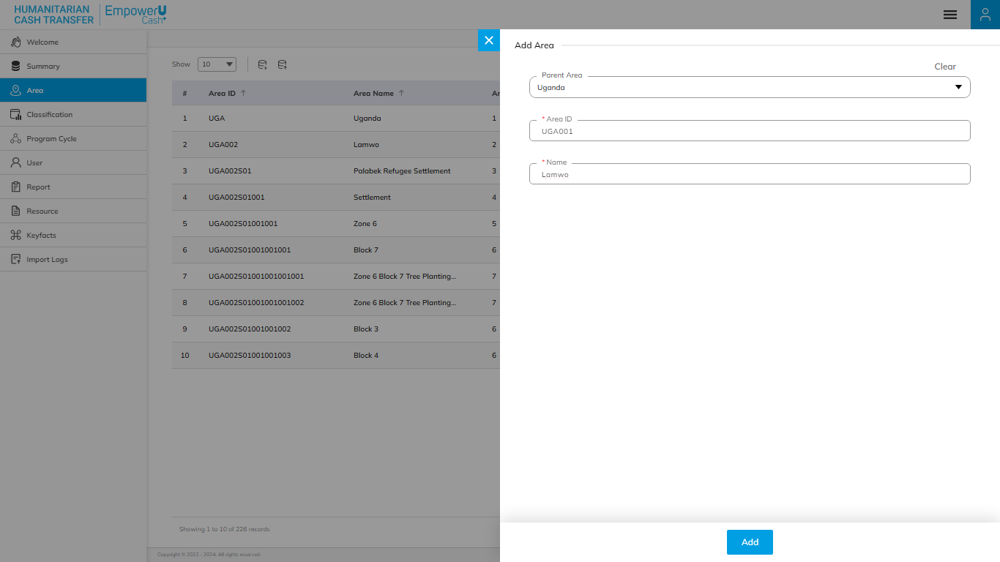 HUMANITARIAN
CASH TRANSFER
EmpowerU
Cash+
Welcome
Summary
Area
Classification
Program Cycle
User
Report
Resource
Keyfacts
Import Logs
Show 10
# Area ID Area Name Ar
1 UGA Uganda 1
2 UGA002 Lamwo 2
3 UGA002S01 Palabek Refugee Settlement 3
4 UGA002S01001 Settlement 4
5 UGA002S01001001 Zone 6 5
6 UGA002S01001001001 Block 7 6
7 UGA002S01001001001001 Zone 6 Block 7 Tree Planting... 7
8 UGA002S01001001001002 Zone 6 Block 7 Tree Planting... 7
9 UGA002S01001001002 Block 3 6
10 UGA002S01001001003 Block 4 6
Showing 1 to 10 of 226 records
Copyright © 2022 - 2024. All rights reserved.
Add Area
Clear
Parent Area
Uganda
* Area ID
UGA001
* Name
Lamwo
Add